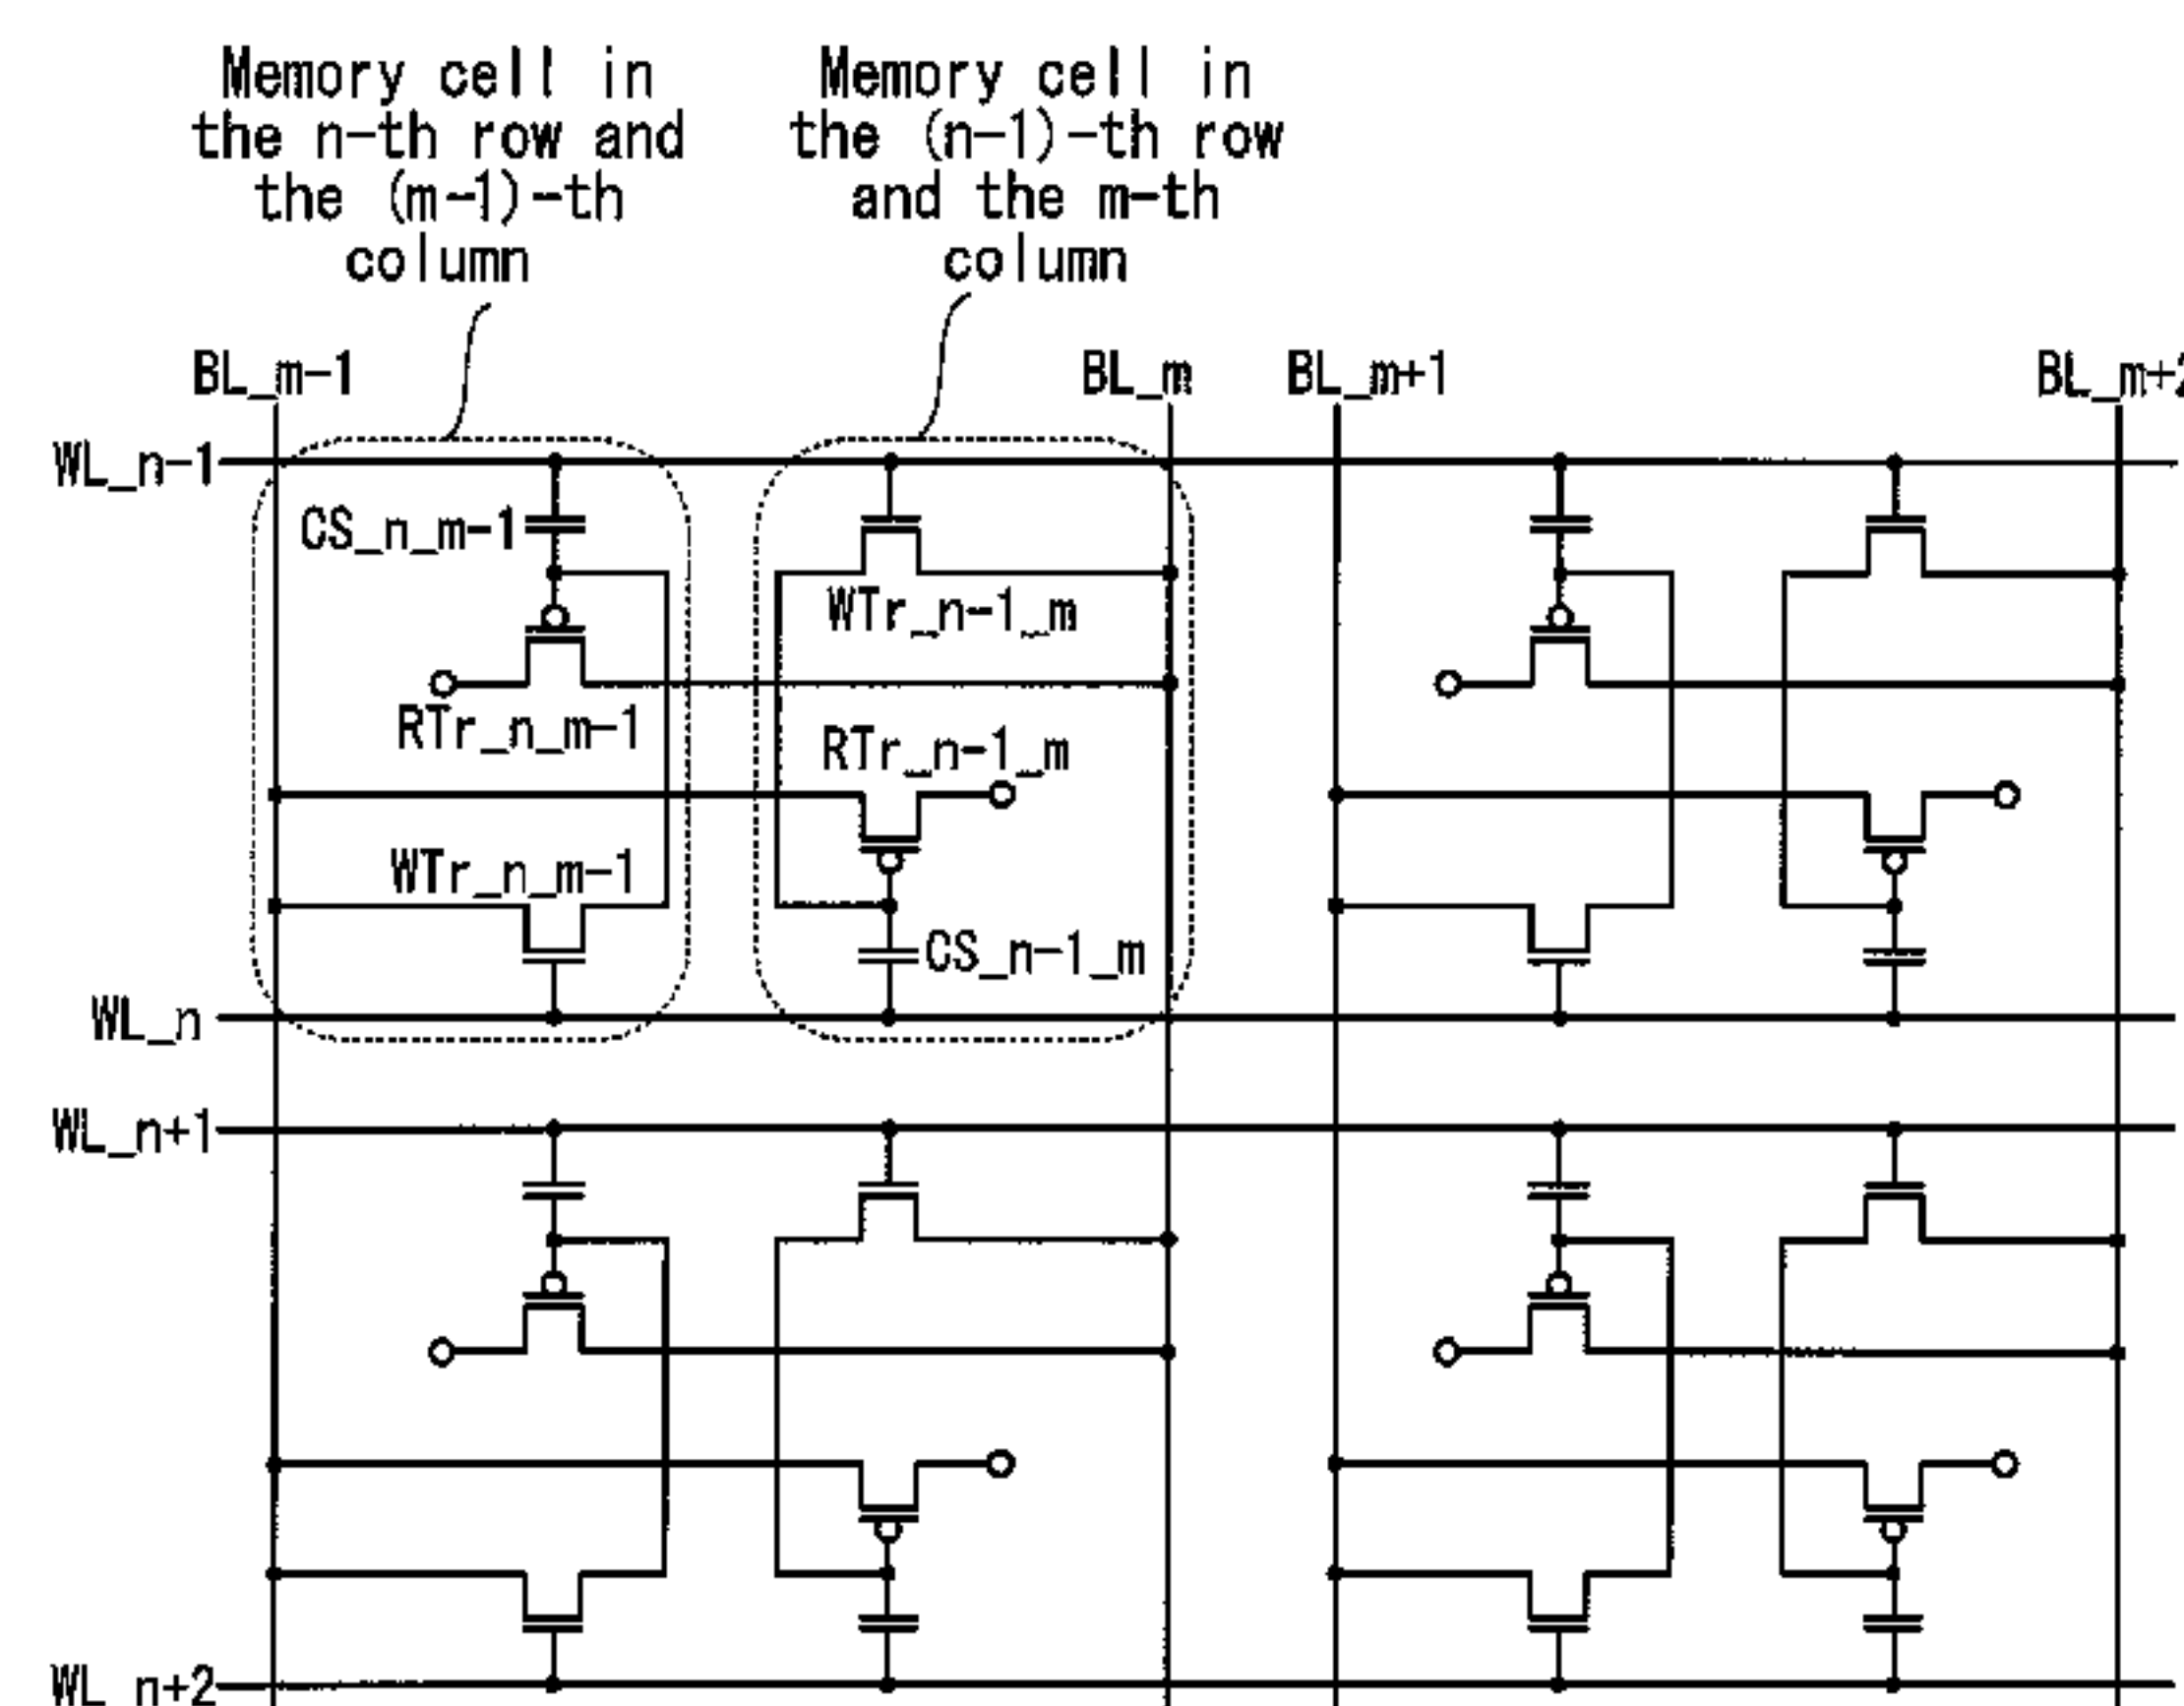 Memory cell in
the n-th row and
the (m-1)-th
column
Memory cell in
the (n-1)-th row
and the m-th
column
BL_m-1
BL_m
BL_m+1
BL_m+2
WL_n-1
CS_n_m-1
WTr_n-1_m
RTr_n_m-1
RTr_n-1_m
WTr_n_m-1
CS_n-1_m
WL_n
WL_n+1
WL_n+2